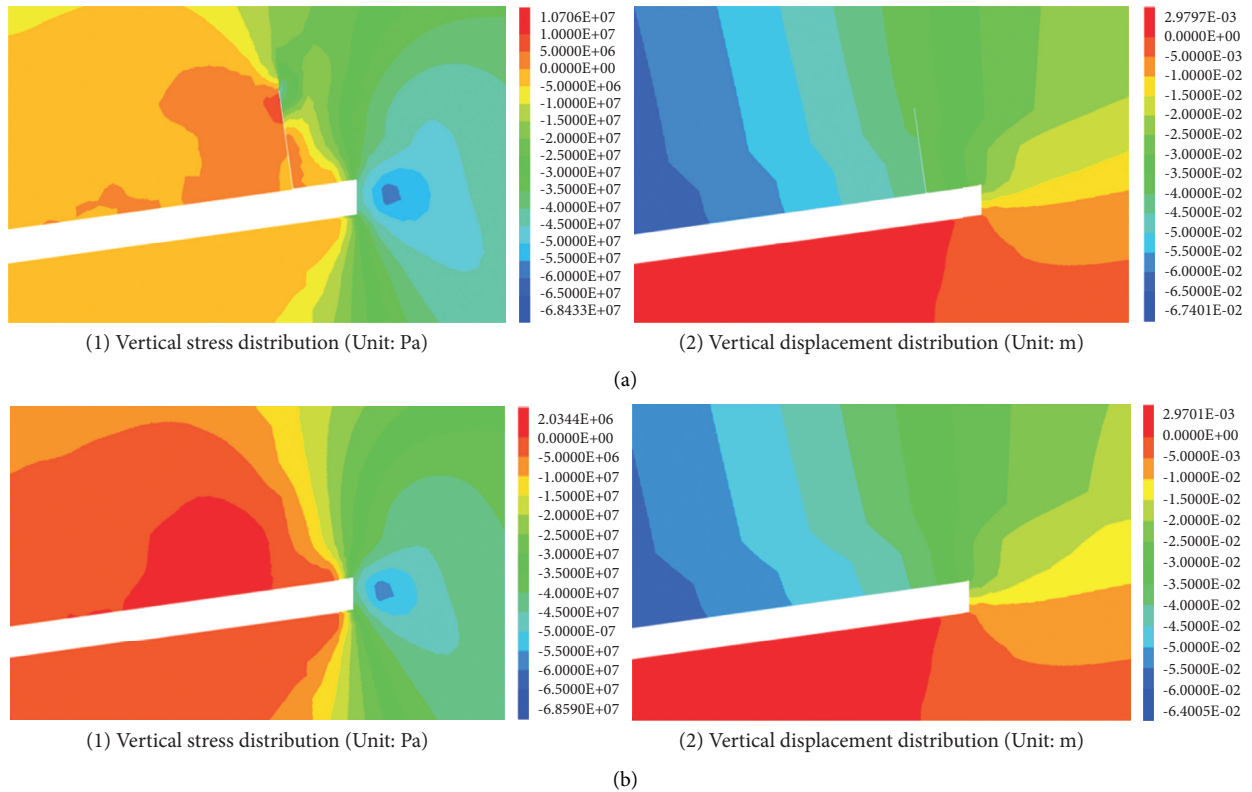 1.0706E+07
1.0000E+07
5.0000E+06
0.0000E+00
-5.0000E+06
-1.0000E+07
-1.5000E+07
-2.0000E+07
-2.5000E+07
-3.0000E+07
-3.5000E+07
-4.0000E+07
-4.5000E+07
-5.0000E+07
-5.5000E+07
-6.0000E+07
-6.5000E+07
-6.8433E+07
(1) Vertical stress distribution (Unit: Pa)
2.9797E-03
0.0000E+00
-5.0000E-03
-1.0000E-02
-1.5000E-02
-2.0000E-02
-2.5000E-02
-3.0000E-02
-3.5000E-02
-4.0000E-02
-4.5000E-02
-5.0000E-02
-5.5000E-02
-6.0000E-02
-6.5000E-02
-6.7401E-02
(2) Vertical displacement distribution (Unit: m)
(a)
2.0344E+06
0.0000E+00
-5.0000E+06
-1.0000E+07
-1.5000E+07
-2.0000E+07
-2.5000E+07
-3.0000E+07
-3.5000E+07
-4.0000E+07
-4.5000E+07
-5.0000E-07
-5.5000E+07
-6.0000E+07
-6.5000E+07
-6.8590E+07
(1) Vertical stress distribution (Unit: Pa)
2.9701E-03
0.0000E+00
-5.0000E-03
-1.0000E-02
-1.5000E-02
-2.0000E-02
-2.5000E-02
-3.0000E-02
-3.5000E-02
-4.0000E-02
-4.5000E-02
-5.0000E-02
-5.5000E-02
-6.0000E-02
-6.4005E-02
(2) Vertical displacement distribution (Unit: m)
(b)